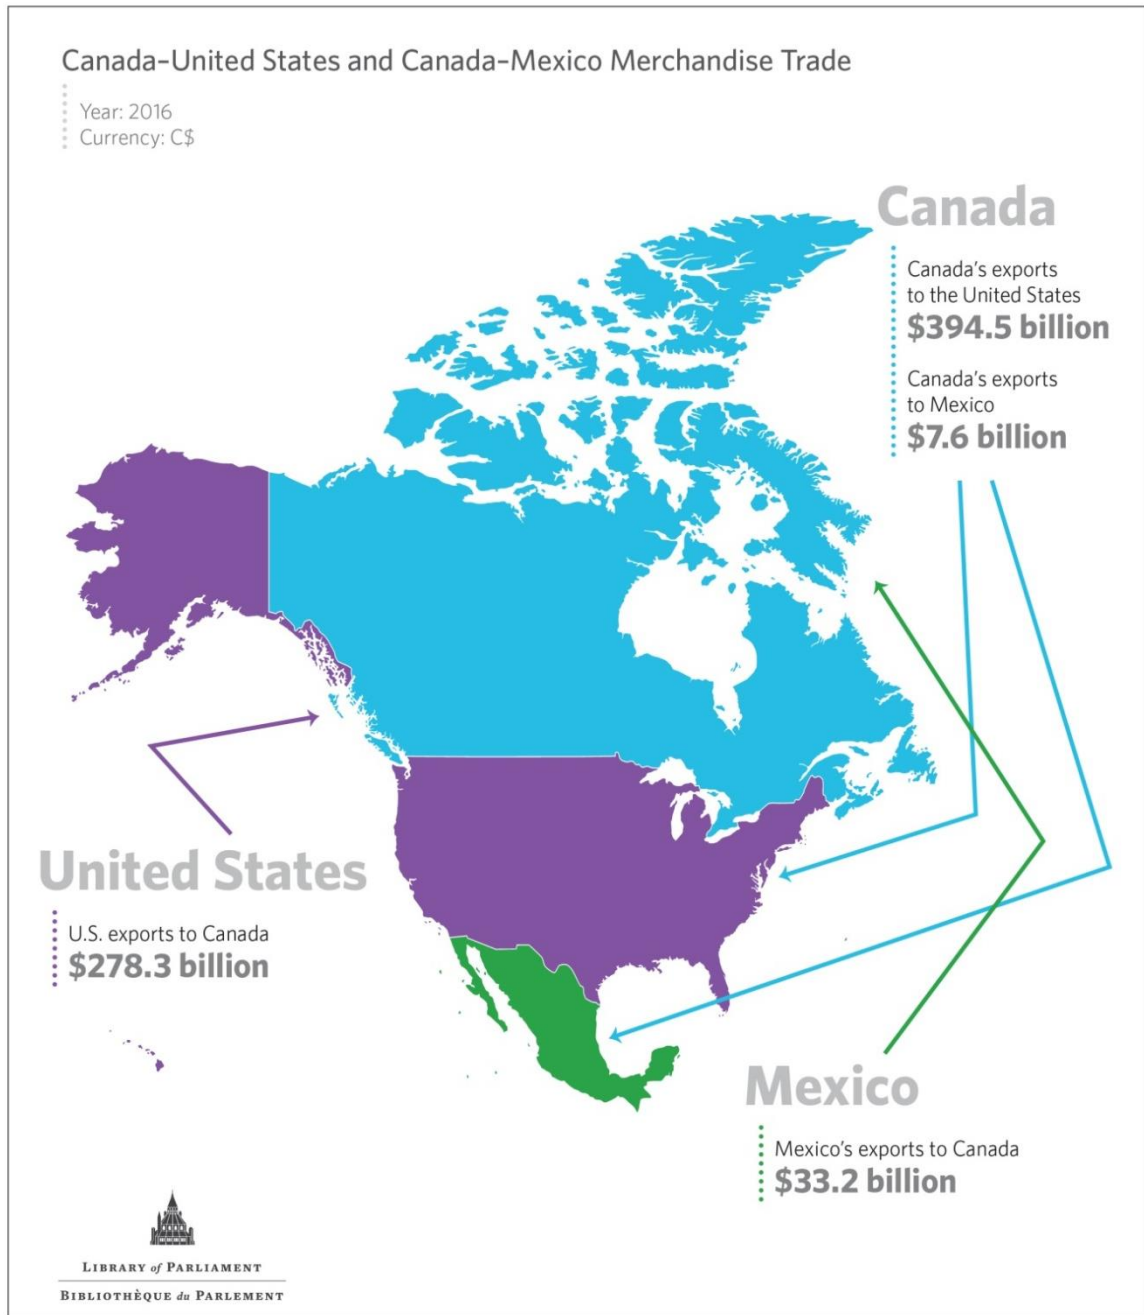 Canada–United States and Canada–Mexico Merchandise Trade
Year: 2016
Currency: C$
Canada
Canada’s exports
to the United States
$394.5 billion
Canada’s exports
to Mexico
$7.6 billion
United States
U.S. exports to Canada
$278.3 billion
Mexico
Mexico’s exports to Canada
$33.2 billion
LIBRARY of PARLIAMENT
BIBLIOTHÈQUE du PARLEMENT